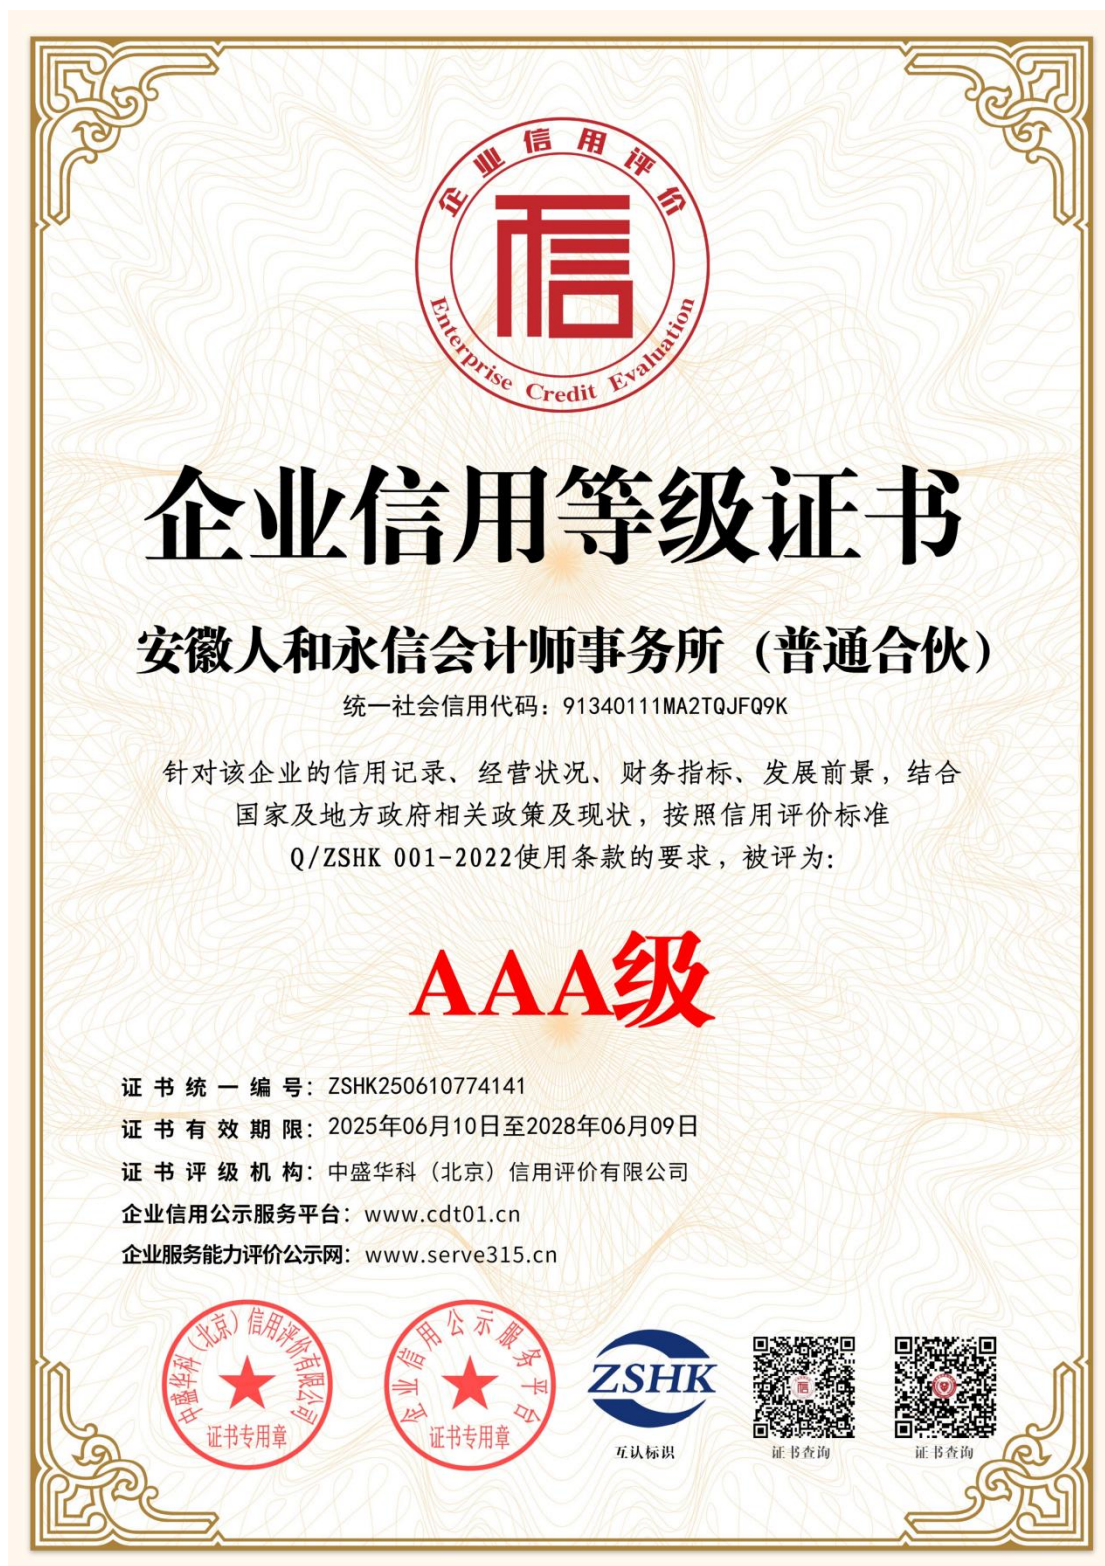 企业信用评价
信
Enterprise Credit Evaluation
企业信用等级证书
安徽人和永信会计师事务所（普通合伙）
统一社会信用代码：91340111MA2TQJFQ9K
针对该企业的信用记录、经营状况、财务指标、发展前景，结合
国家及地方政府相关政策及现状，按照信用评价标准
Q/ZSHK 001-2022使用条款的要求，被评为：
AAA级
证书统一编号：ZSHK250610774141
证书有效期限：2025年06月10日至2028年06月09日
证书评级机构：中盛华科（北京）信用评价有限公司
企业信用公示服务平台：www.cdt01.cn
企业服务能力评价公示网：www.serve315.cn
中盛华科（北京）信用评价有限公司
证书专用章
企业信用公示服务平台
证书专用章
ZSHK
互认标识
证书查询
证书查询